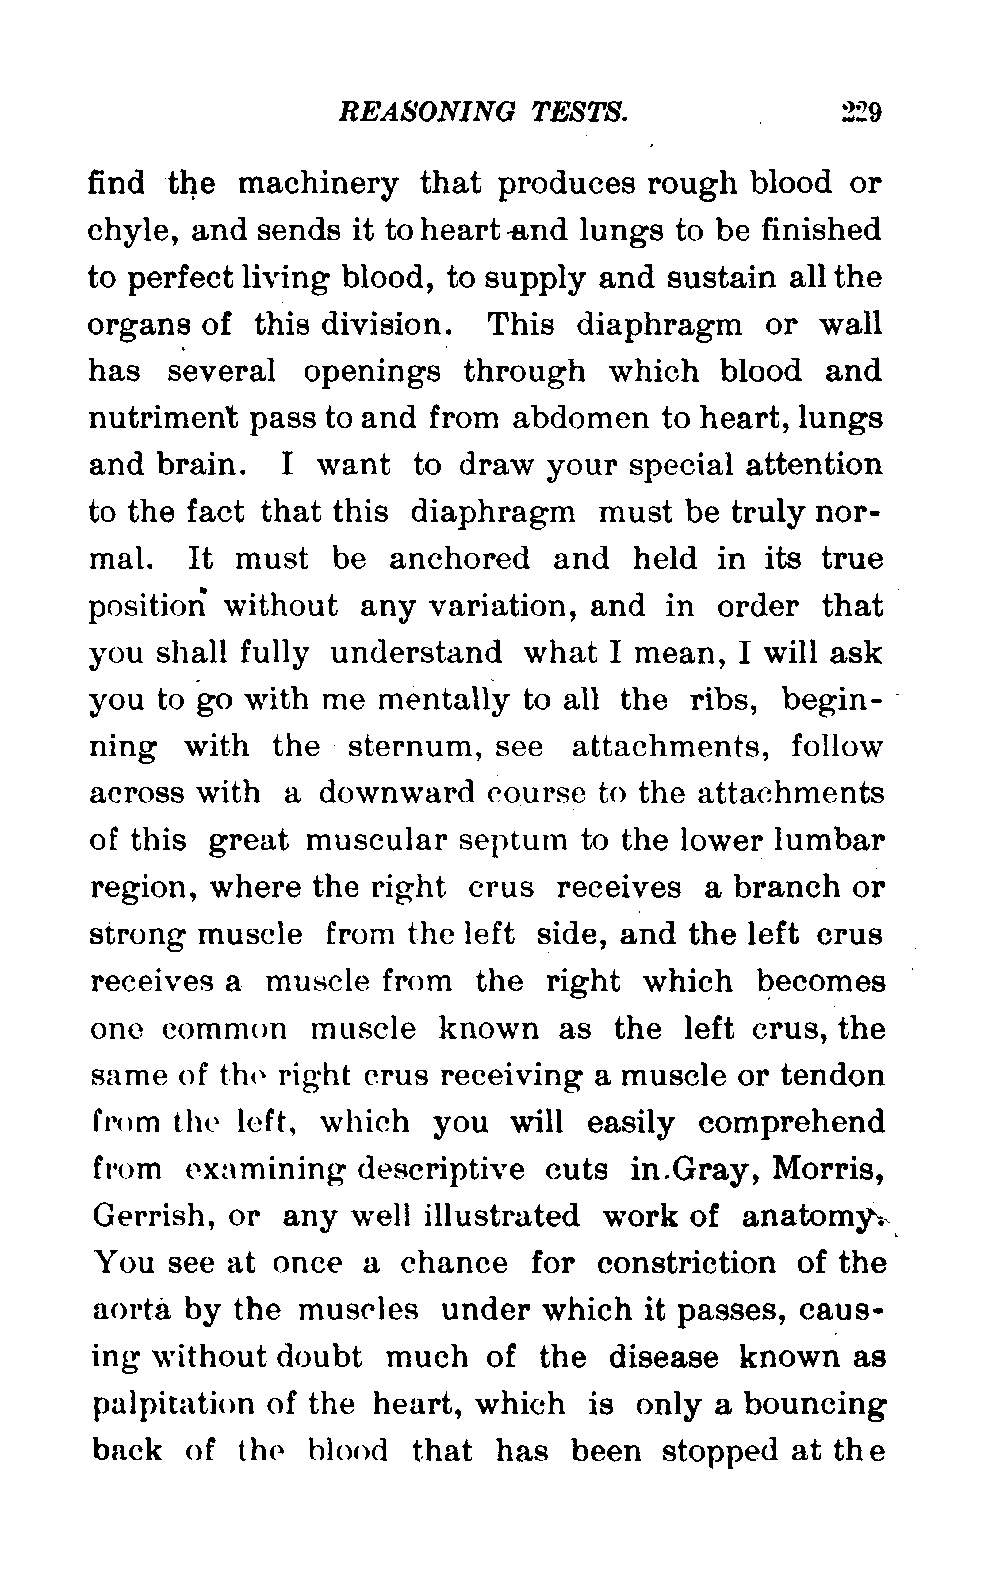 REASONING TESTS. 229
find the machinery that produces rough blood or
chyle, and sends it to heart and lungs to be finished
to perfect living blood, to supply and sustain all the
organs of this division. This diaphragm or wall
has several openings through which blood and
nutriment pass to and from abdomen to heart, lungs
and brain. I want to draw your special attention
to the fact that this diaphragm must be truly nor-
mal. It must be anchored and held in its true
position without any variation, and in order that
you shall fully understand what I mean, I will ask
you to go with me mentally to all the ribs, begin-
ning with the sternum, see attachments, follow
across with a downward course to the attachments
of this great muscular septum to the lower lumbar
region, where the right crus receives a branch or
strong muscle from the left side, and the left crus
receives a muscle from the right which becomes
one common muscle known as the left crus, the
same of the right crus receiving a muscle or tendon
from the left, which you will easily comprehend
from examining descriptive cuts in Gray, Morris,
Gerrish, or any well illustrated work of anatomy.
You see at once a chance for constriction of the
aorta by the muscles under which it passes, caus-
ing without doubt much of the disease known as
palpitation of the heart, which is only a bouncing
back of the blood that has been stopped at the